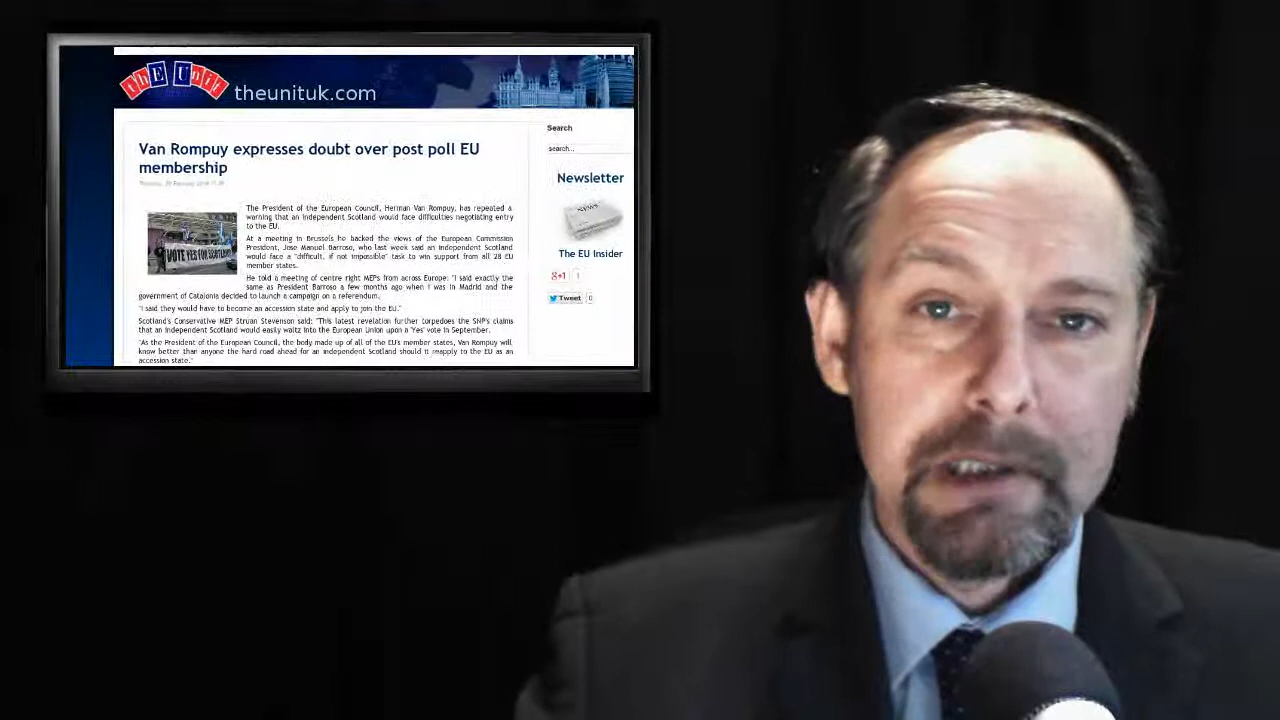 thE Unit
theunituk.com
Van Rompuy expresses doubt over post poll EU
membership
Search
search...
Newsletter
NEWS
The EU Insider
g+1 1
Tweet 0
The President of the European Council, Herman Van Rompuy, has repeated a
warning that an independent Scotland would face difficulties negotiating entry
to the EU.
At a meeting in Brussels he backed the views of the European Commission
President, Jose Manuel Barroso, who last week said an independent Scotland
would face a "difficult, if not impossible" task to win support from all 28 EU
member states.
He told a meeting of centre right MEPs from across Europe: "I said exactly the
same as President Barroso a few months ago when I was in Madrid and the
government of Catalonia decided to launch a campaign on a referendum.
"I said they would have to become an accession state and apply to join the EU."
Scotland's Conservative MEP Struan Stevenson said: "This latest revelation further torpedoes the SNP's claims
that an independent Scotland would easily waltz into the European Union upon a 'Yes' vote in September.
"As the President of the European Council, the body made up of all of the EU's member states, Van Rompuy will
know better than anyone the hard road ahead for an independent Scotland should it reapply to the EU as an
accession state."
VOTE YES FOR SCOTLAND